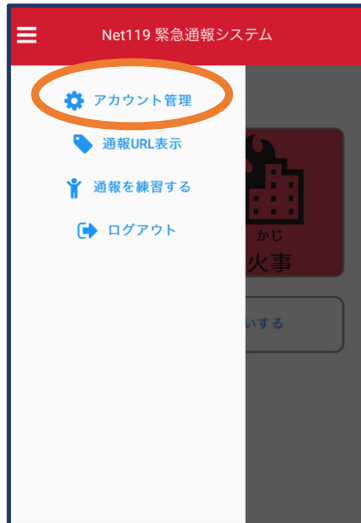 Net119 緊急通報システム
アカウント管理
通報URL表示
通報を練習する
ログアウト
かじ
火事
いする